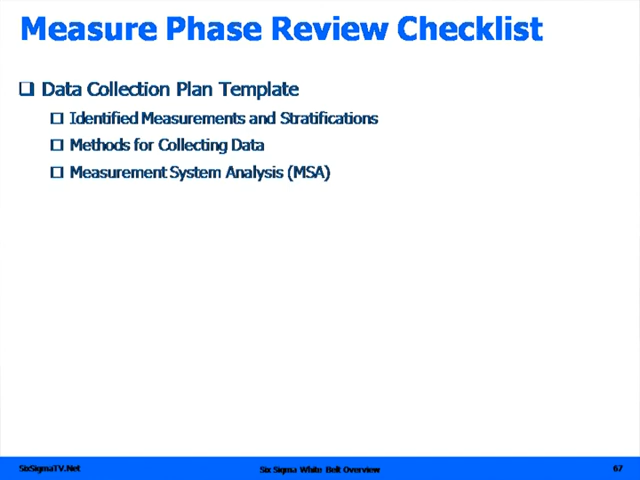 Measure Phase Review Checklist
Data Collection Plan Template
Identified Measurements and Stratifications
Methods for Collecting Data
Measurement System Analysis (MSA)
SixSigmaTV.Net
Six Sigma White Belt Overview
67